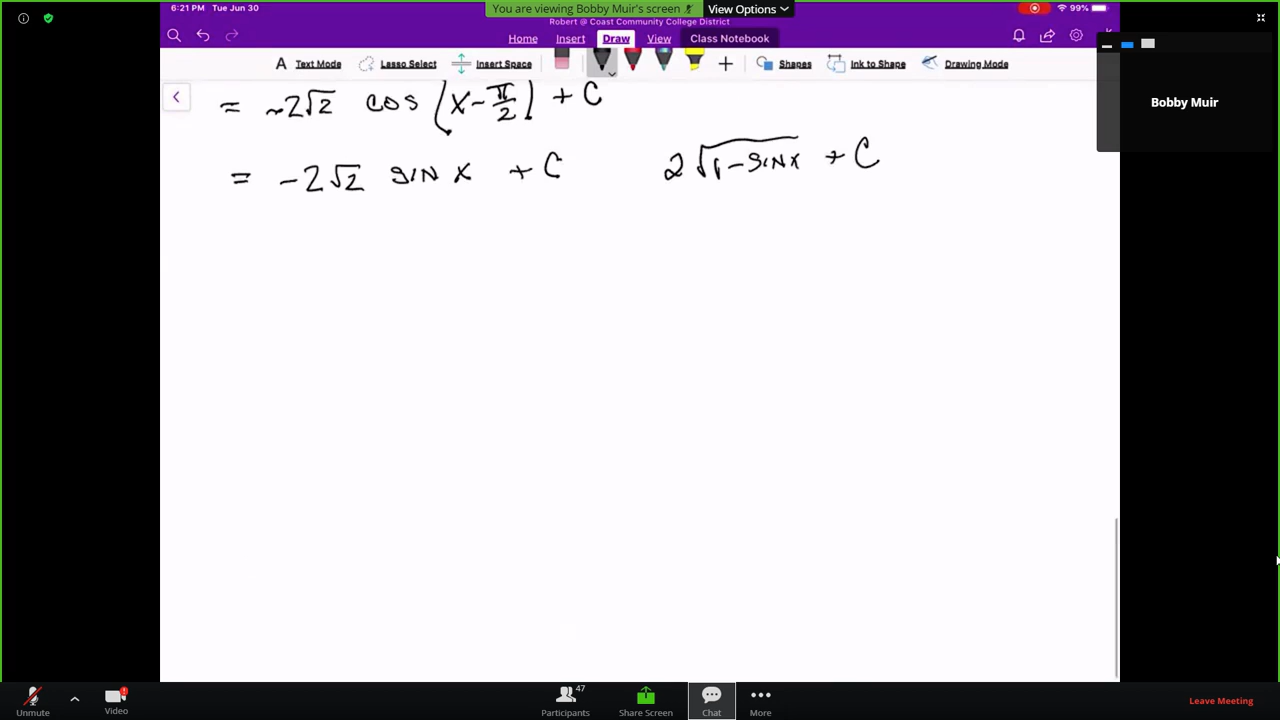 You are viewing Bobby Muir's screen View Options
6:21 PM Tue Jun 30 99%
Robert @ Coast Community College District
Home Insert Draw View Class Notebook
A Text Mode Lasso Select Insert Space Shapes Ink to Shape Drawing Mode
Bobby Muir
= -2√2 cos (x - π/2) + C
= -2√2 sin x + C 2√(1-sin x) + C
Unmute Video Participants 47 Share Screen Chat More Leave Meeting